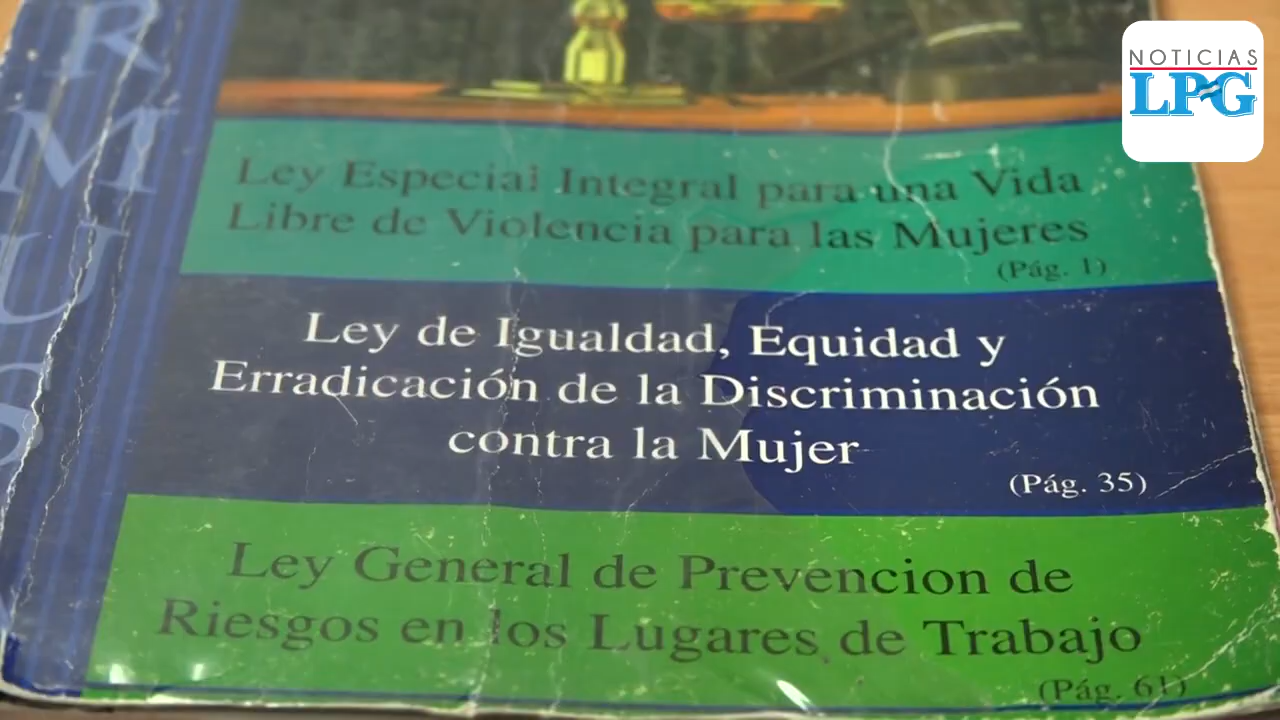 NOTICIAS
LPG
R
M
U
S
Ley Especial Integral para una Vida
Libre de Violencia para las Mujeres
(Pág. 1)
Ley de Igualdad, Equidad y
Erradicación de la Discriminación
contra la Mujer
(Pág. 35)
Ley General de Prevencion de
Riesgos en los Lugares de Trabajo
(Pág. 61)